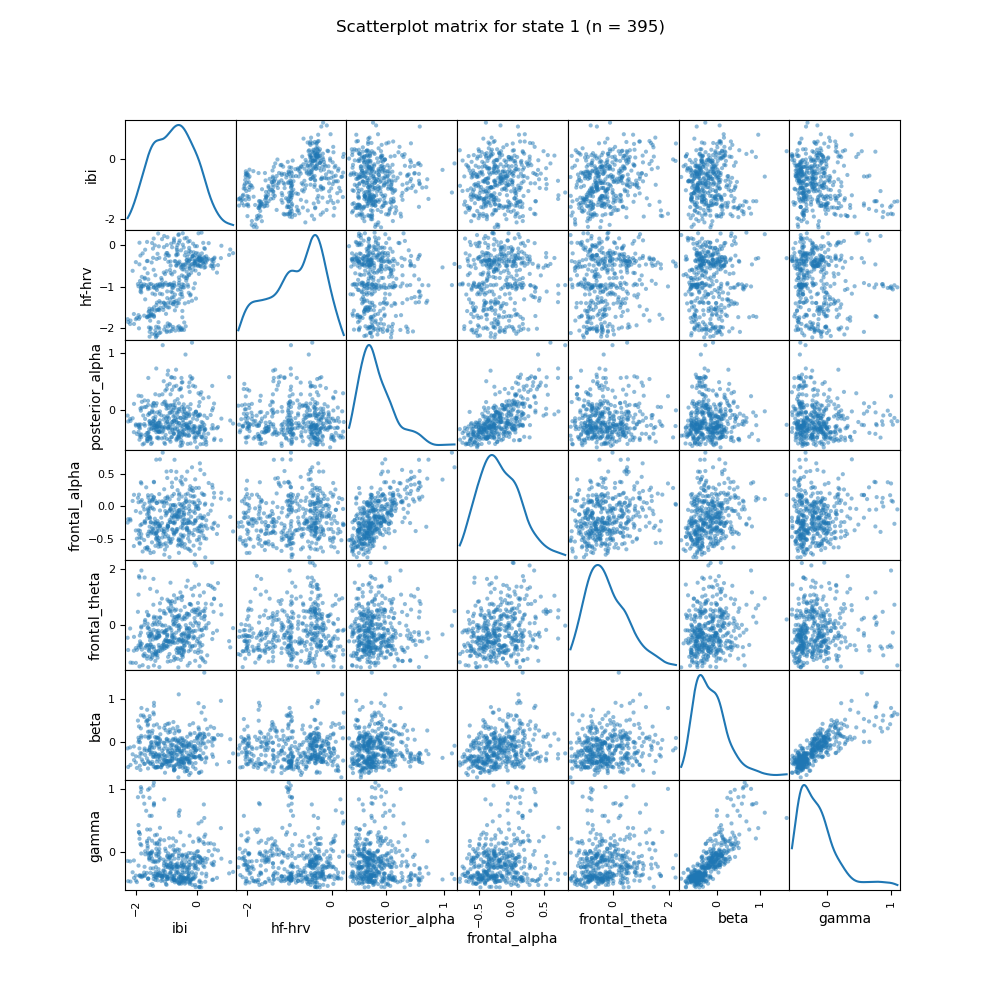 Scatterplot matrix for state 1 (n = 395)
ibi
0
−2
hf-hrv
0
−1
−2
posterior_alpha
1
0
frontal_alpha
0.5
0.0
−0.5
frontal_theta
2
0
beta
1
0
gamma
1
0
−2 0 −2 0 0 1 −0.5 0.0 0.5 0 2 0 1 0 1
ibi hf-hrv posterior_alpha frontal_alpha frontal_theta beta gamma